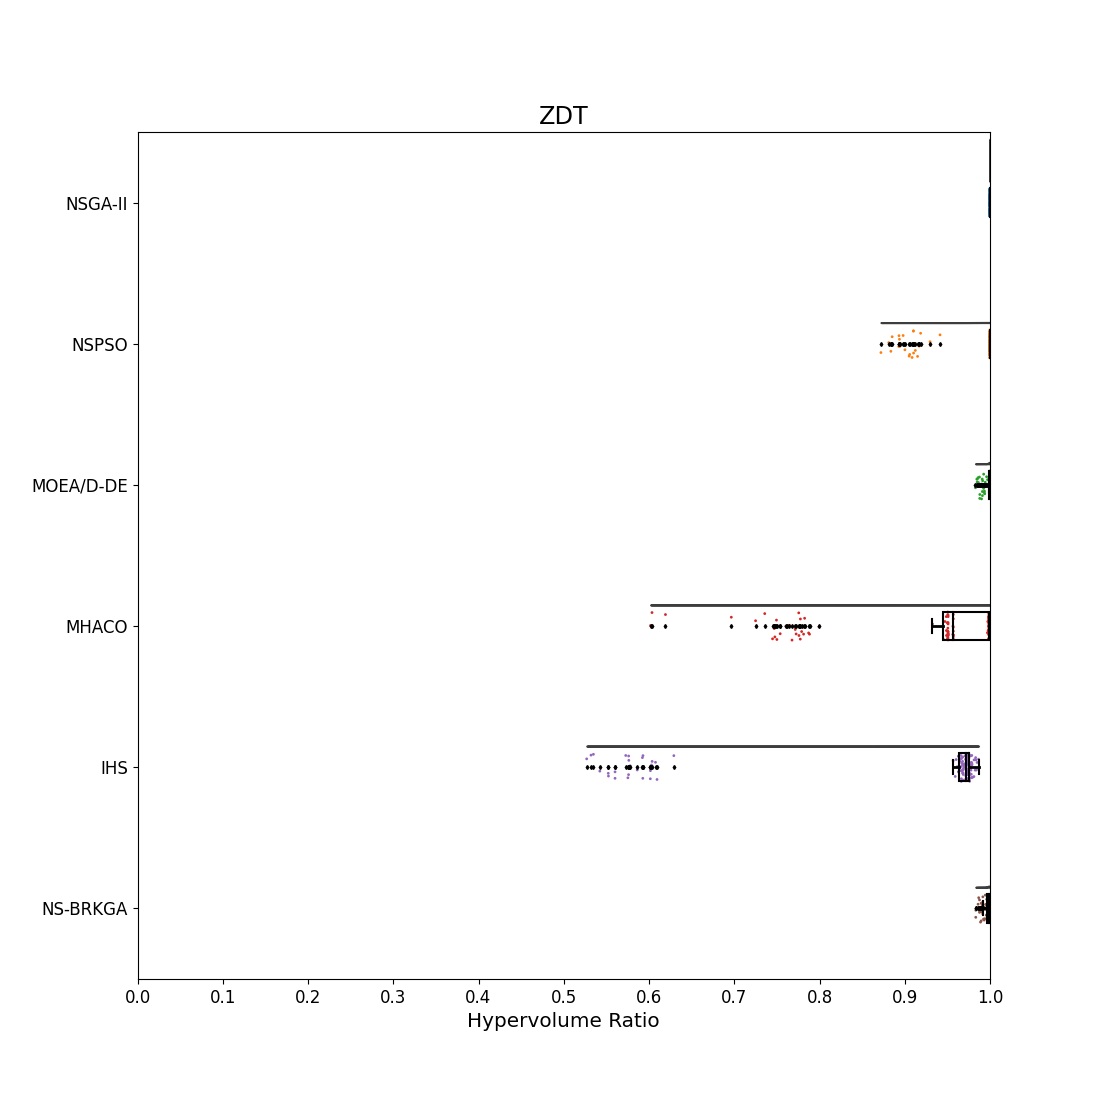 ZDT
NSGA-II
NSPSO
MOEA/D-DE
MHACO
IHS
NS-BRKGA
0.0 0.1 0.2 0.3 0.4 0.5 0.6 0.7 0.8 0.9 1.0
Hypervolume Ratio